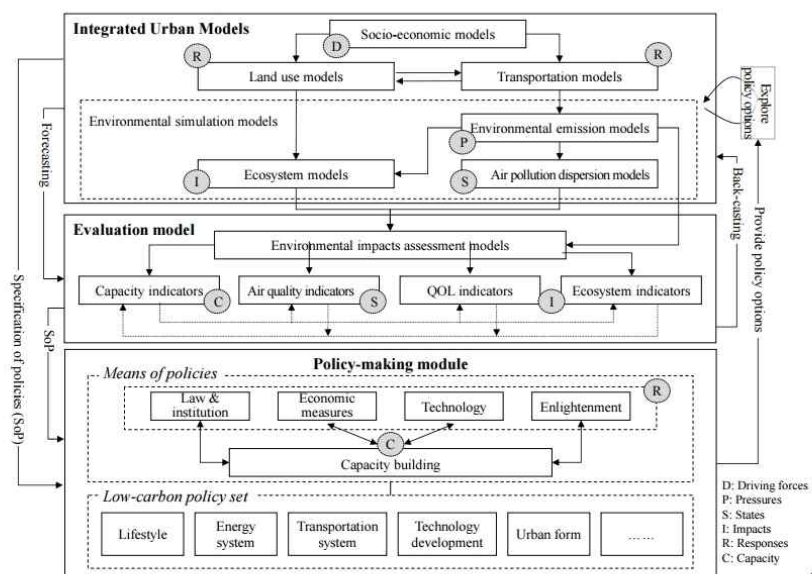 Integrated Urban Models
Socio-economic models
D
R
R
Land use models
Transportation models
Environmental simulation models
Environmental emission models
P
Ecosystem models
I
Air pollution dispersion models
S
Explore
policy options
Forecasting
Back-casting
Provide policy options
Specification of policies (SoP)
SoP
Evaluation model
Environmental impacts assessment models
Capacity indicators
C
Air quality indicators
S
QOL indicators
I
Ecosystem indicators
Policy-making module
Means of policies
R
Law &
institution
Economic
measures
Technology
Enlightenment
C
Capacity building
Low-carbon policy set
Lifestyle
Energy
system
Transportation
system
Technology
development
Urban form
……
D: Driving forces
P: Pressures
S: States
I: Impacts
R: Responses
C: Capacity